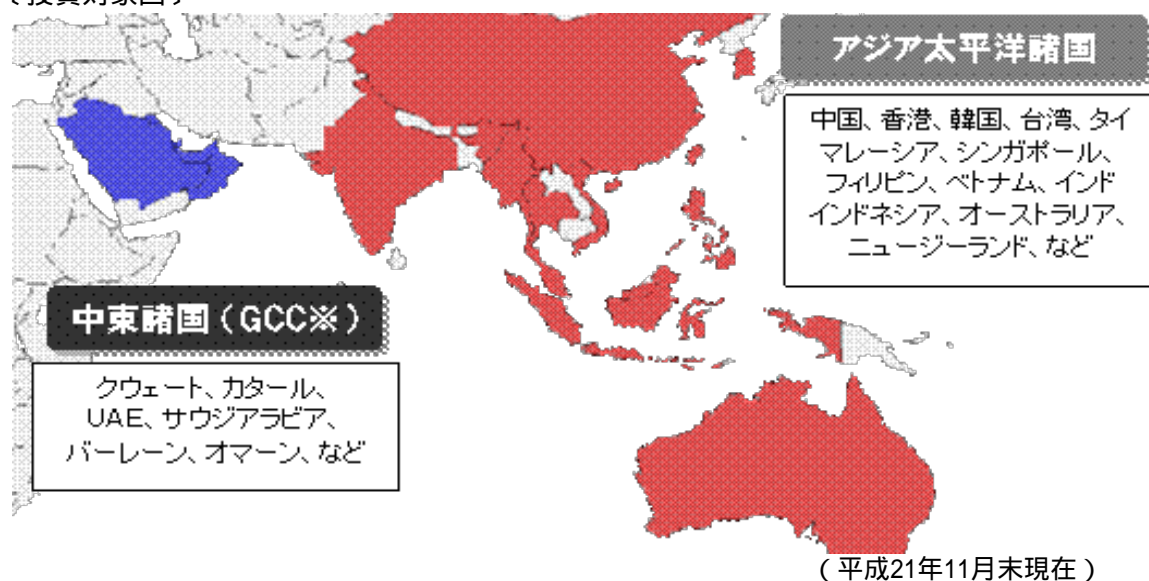 アジア太平洋諸国
中国、香港、韓国、台湾、タイ
マレーシア、シンガポール、
フィリピン、ベトナム、インド
インドネシア、オーストラリア、
ニュージーランド、など
中東諸国（GCC※）
クウェート、カタール、
UAE、サウジアラビア、
バーレーン、オマーン、など
（平成21年11月末現在）